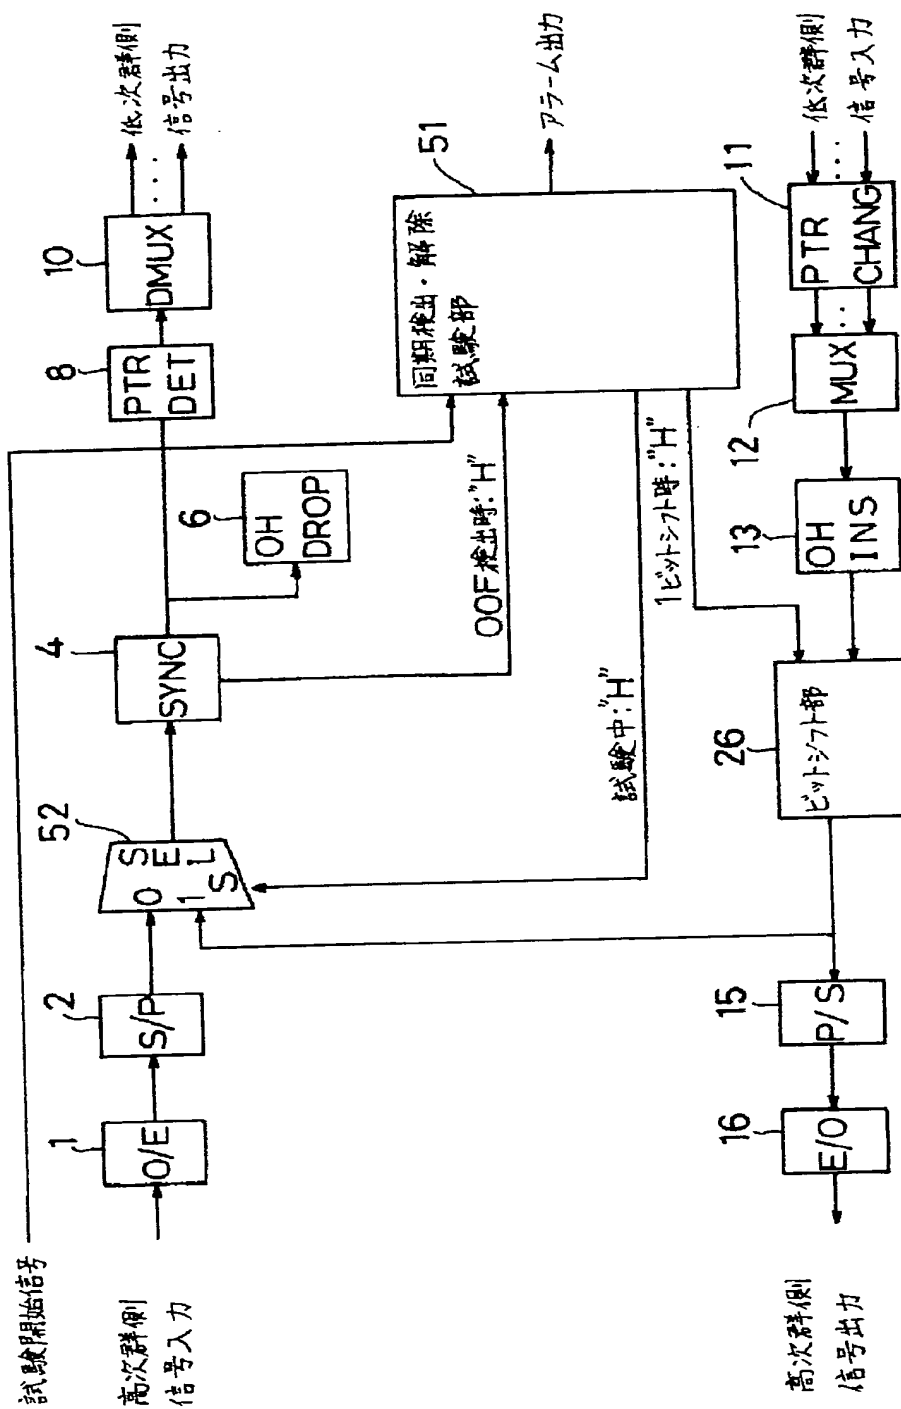 試験開始信号
高次群側
信号入力
1
O/E
2
S/P
52
SEL
0
1
S
4
SYNC
6
OH
DROP
8
PTR
DET
10
DMUX
低次群側
信号出力
OOF検出時:"H"
試験中:"H"
1ビットシフト時:"H"
51
同期検出・解除
試験部
アラーム出力
高次群側
信号出力
16
E/O
15
P/S
26
ビットシフト部
13
OH
INS
12
MUX
11
PTR
CHANG
低次群側
信号入力